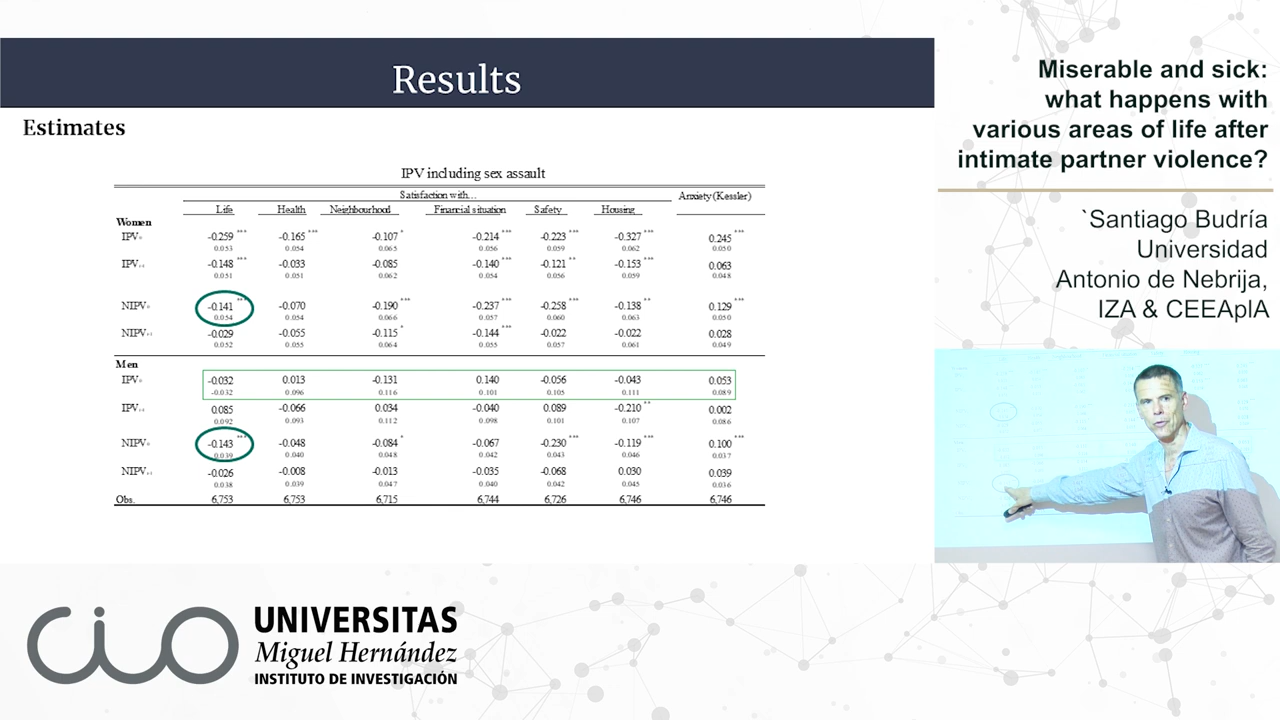 Results
Estimates
IPV including sex assault
Satisfaction with... Anxiety (Kessler)
Life Health Neighbourhood Financial situation Safety Housing
Women
IPV -0.259 *** -0.165 *** -0.107 * -0.214 *** -0.223 *** -0.327 *** 0.245 ***
0.053 0.054 0.065 0.056 0.059 0.062 0.050
IPV -0.148 *** -0.033 -0.085 -0.140 *** -0.121 ** -0.153 *** 0.063
0.051 0.051 0.062 0.054 0.056 0.059 0.048
NIPV -0.141 *** -0.070 -0.190 *** -0.237 *** -0.258 *** -0.138 ** 0.129 ***
0.054 0.054 0.066 0.057 0.060 0.063 0.050
NIPV -0.029 -0.055 -0.115 * -0.144 *** -0.022 -0.022 0.028
0.052 0.055 0.064 0.055 0.057 0.061 0.049
Men
IPV -0.032 0.013 -0.131 0.140 -0.056 -0.043 0.053
-0.032 0.096 0.116 0.101 0.105 0.111 0.089
IPV 0.085 -0.066 0.034 -0.040 0.089 -0.210 ** 0.002
0.092 0.093 0.112 0.098 0.101 0.107 0.086
NIPV -0.143 *** -0.048 -0.084 * -0.067 -0.230 *** -0.119 *** 0.100 ***
0.039 0.040 0.048 0.042 0.043 0.046 0.037
NIPV -0.026 -0.008 -0.013 -0.035 -0.068 0.030 0.039
0.038 0.039 0.047 0.040 0.042 0.045 0.036
Obs. 6,753 6,753 6,715 6,744 6,726 6,746 6,746
Miserable and sick:
what happens with
various areas of life after
intimate partner violence?
`Santiago Budría
Universidad
Antonio de Nebrija,
IZA & CEEAplA
cio
UNIVERSITAS
Miguel Hernández
INSTITUTO DE INVESTIGACIÓN